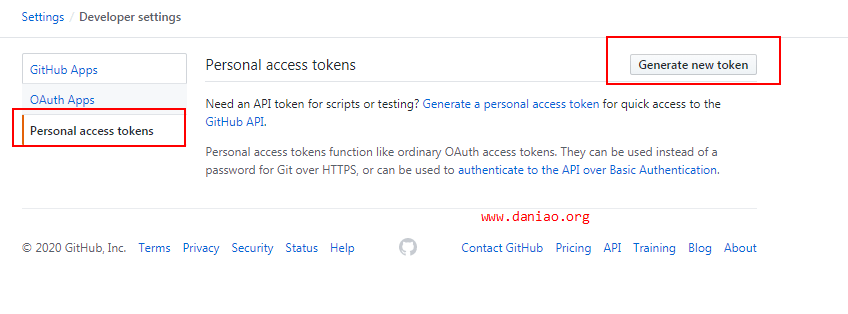 Settings / Developer settings
GitHub Apps
OAuth Apps
Personal access tokens
Personal access tokens
Generate new token
Need an API token for scripts or testing? Generate a personal access token for quick access to the
GitHub API.
Personal access tokens function like ordinary OAuth access tokens. They can be used instead of a
password for Git over HTTPS, or can be used to authenticate to the API over Basic Authentication.
www.daniao.org
© 2020 GitHub, Inc. Terms Privacy Security Status Help Contact GitHub Pricing API Training Blog About